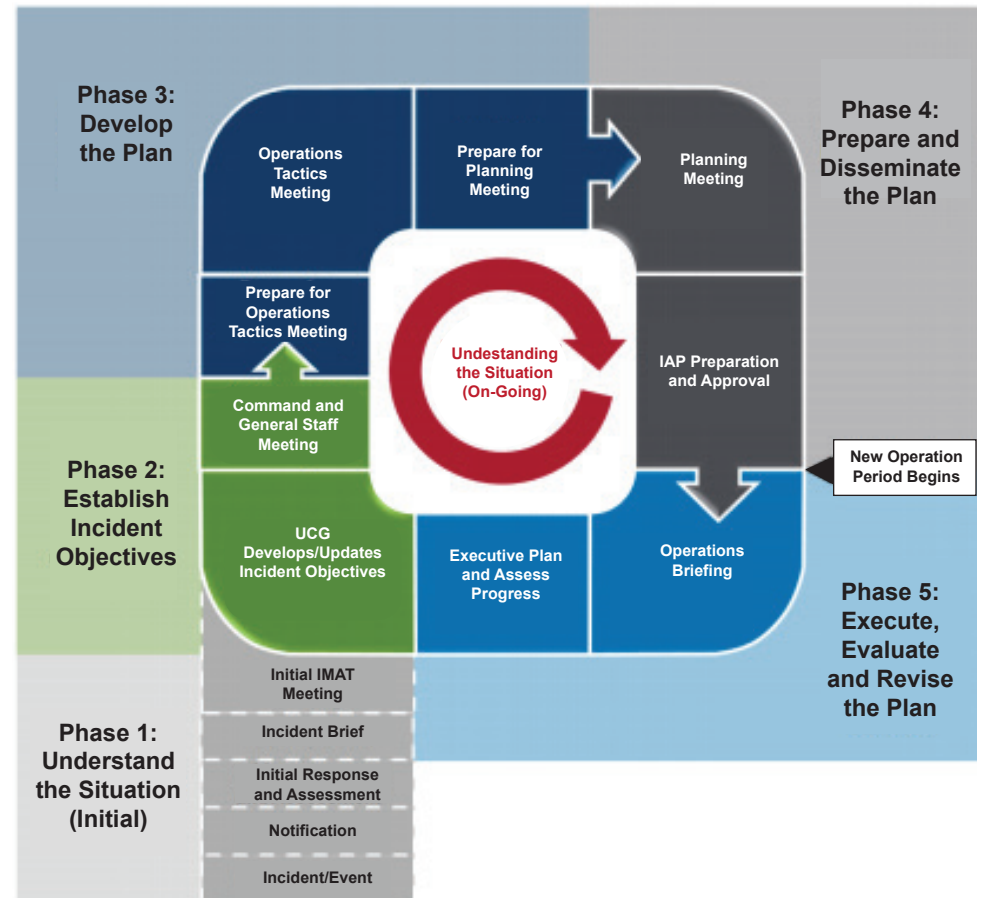 Phase 3:
Develop
the Plan
Operations
Tactics
Meeting
Prepare for
Planning
Meeting
Planning
Meeting
Phase 4:
Prepare and
Disseminate
the Plan
Prepare for
Operations
Tactics Meeting
Undestanding
the Situation
(On-Going)
IAP Preparation
and Approval
Command and
General Staff
Meeting
New Operation
Period Begins
Phase 2:
Establish
Incident
Objectives
UCG
Develops/Updates
Incident Objectives
Executive Plan
and Assess
Progress
Operations
Briefing
Phase 5:
Execute,
Evaluate
and Revise
the Plan
Phase 1:
Understand
the Situation
(Initial)
Initial IMAT
Meeting
Incident Brief
Initial Response
and Assessment
Notification
Incident/Event